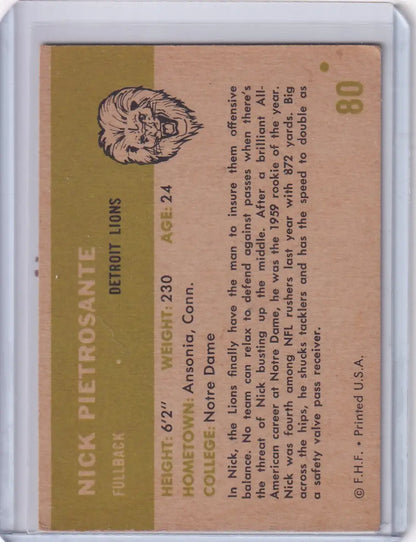 NICK PIETROSANTE
FULLBACK
DETROIT LIONS
HEIGHT: 6'2" WEIGHT: 230 AGE: 24
HOMETOWN: Ansonia, Conn.
COLLEGE: Notre Dame
In Nick, the Lions finally have the man to insure them offensive
balance. No team can relax to defend against passes when there's
the threat of Nick busting up the middle. After a brilliant All-
American career at Notre Dame, he was the 1959 rookie of the year.
Nick was fourth among NFL rushers last year with 872 yards. Big
across the hips, he shucks tacklers and has the speed to double as
a safety valve pass receiver.
© F.H.F. • Printed U.S.A.
80